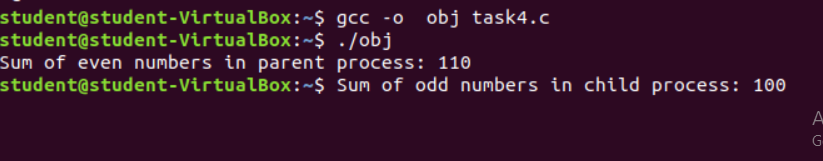 student@student-VirtualBox:~$ gcc -o  obj task4.c
student@student-VirtualBox:~$ ./obj
Sum of even numbers in parent process: 110
student@student-VirtualBox:~$ Sum of odd numbers in child process: 100
A
G